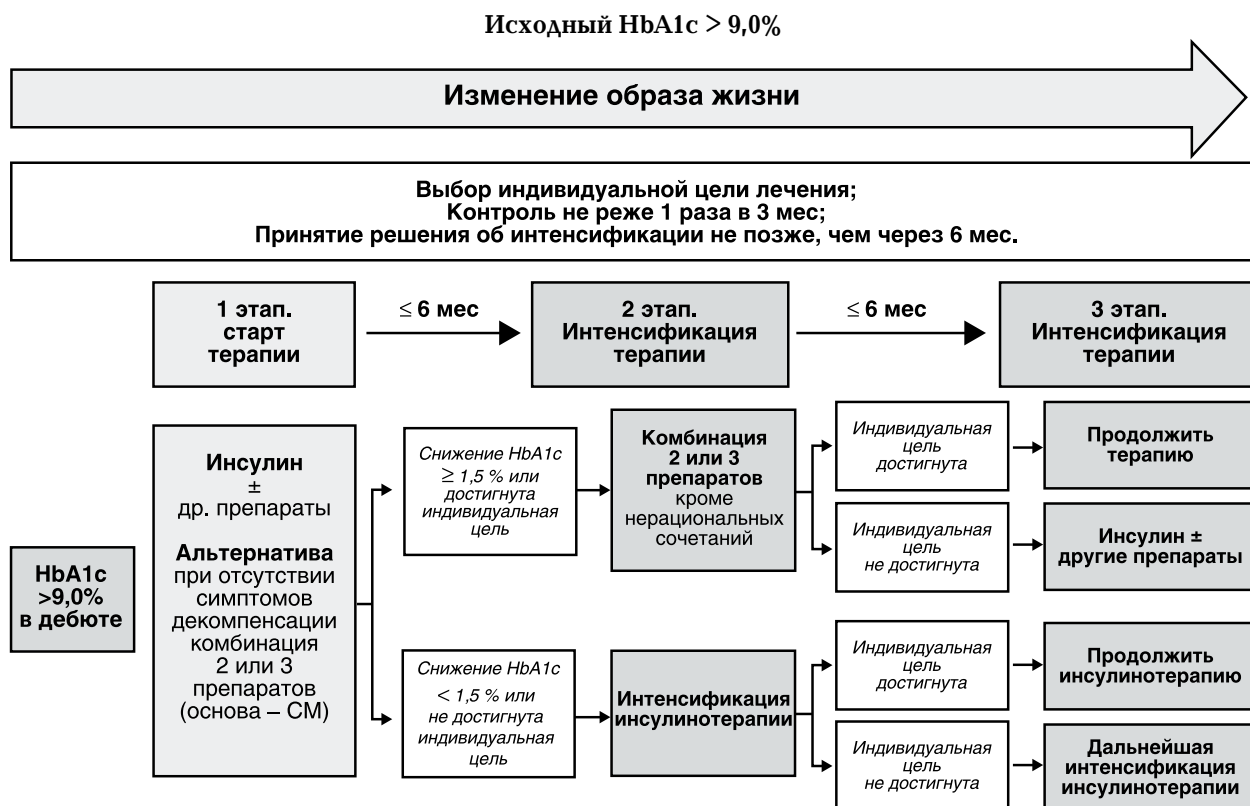 Исходный HbA1c > 9,0%
Изменение образа жизни
Выбор индивидуальной цели лечения;
Контроль не реже 1 раза в 3 мес;
Принятие решения об интенсификации не позже, чем через 6 мес.
1 этап.
старт
терапии
≤ 6 мес
2 этап.
Интенсификация
терапии
≤ 6 мес
3 этап.
Интенсификация
терапии
HbA1c
>9,0%
в дебюте
Инсулин
±
др. препараты
Альтернатива
при отсутствии
симптомов
декомпенсации
комбинация
2 или 3
препаратов
(основа – СМ)
Снижение HbA1c
≥ 1,5 % или
достигнута
индивидуальная
цель
Комбинация
2 или 3
препаратов
кроме
нерациональных
сочетаний
Индивидуальная
цель
достигнута
Продолжить
терапию
Индивидуальная
цель
не достигнута
Инсулин ±
другие препараты
Снижение HbA1c
< 1,5 % или
не достигнута
индивидуальная
цель
Интенсификация
инсулинотерапии
Индивидуальная
цель
достигнута
Продолжить
инсулинотерапию
Индивидуальная
цель
не достигнута
Дальнейшая
интенсификация
инсулинотерапии